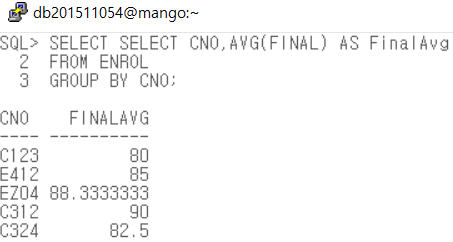 db201511054@mango:~
SQL> SELECT SELECT CNO,AVG(FINAL) AS FinalAvg
2 FROM ENROL
3 GROUP BY CNO;
CNO FINALAVG
---- ----------
C123 80
E412 85
EZ04 88.3333333
C312 90
C324 82.5